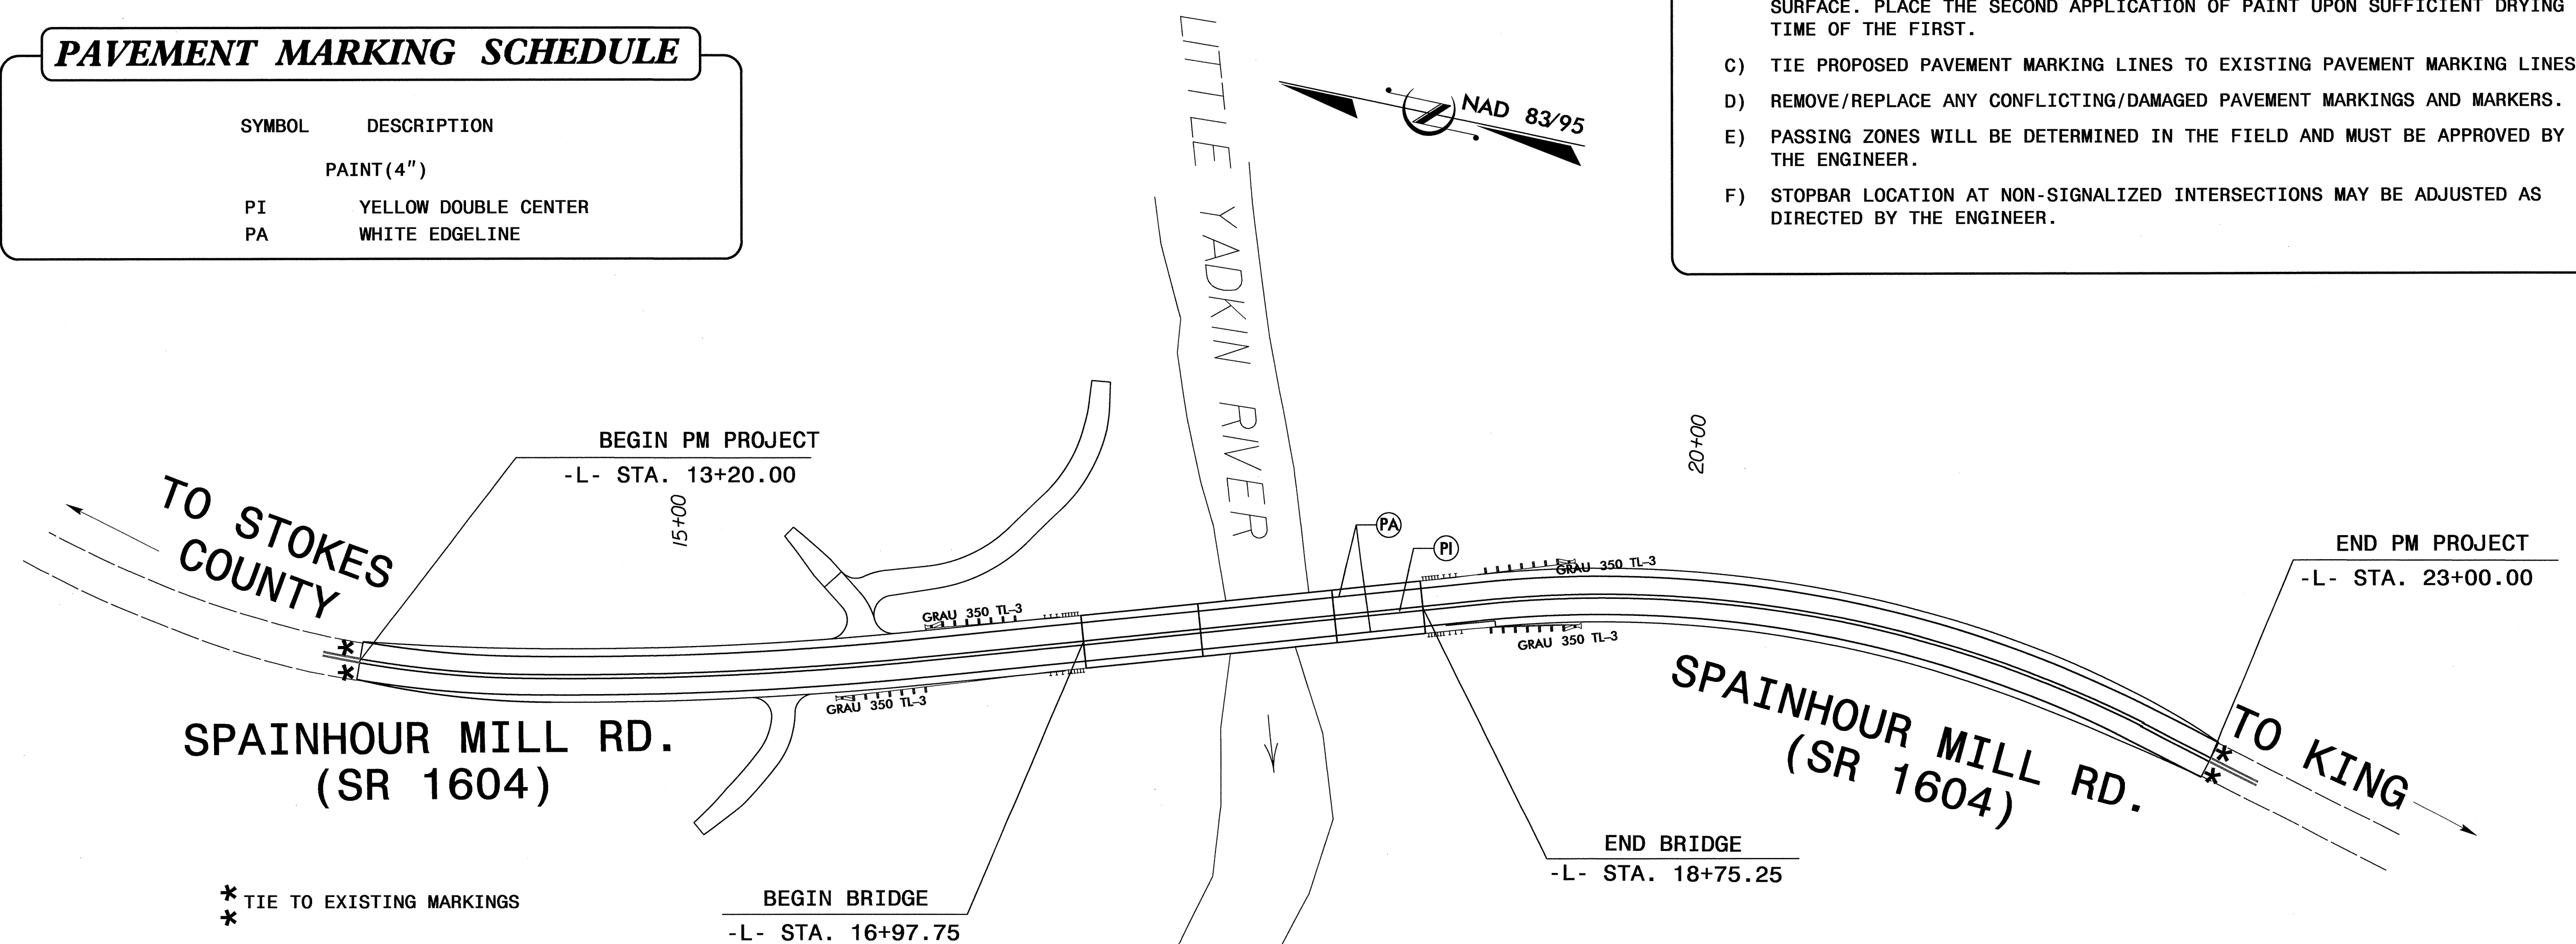 PAVEMENT MARKING SCHEDULE
SYMBOL DESCRIPTION
PAINT(4")
PI YELLOW DOUBLE CENTER
PA WHITE EDGELINE
SURFACE. PLACE THE SECOND APPLICATION OF PAINT UPON SUFFICIENT DRYING
TIME OF THE FIRST.
C) TIE PROPOSED PAVEMENT MARKING LINES TO EXISTING PAVEMENT MARKING LINES
D) REMOVE/REPLACE ANY CONFLICTING/DAMAGED PAVEMENT MARKINGS AND MARKERS.
E) PASSING ZONES WILL BE DETERMINED IN THE FIELD AND MUST BE APPROVED BY
THE ENGINEER.
F) STOPBAR LOCATION AT NON-SIGNALIZED INTERSECTIONS MAY BE ADJUSTED AS
DIRECTED BY THE ENGINEER.
NAD 83/95
LITTLE YADKIN RIVER
BEGIN PM PROJECT
-L- STA. 13+20.00
15+00
20+00
TO STOKES
COUNTY
PA
PI
GRAU 350 TL-3
GRAU 350 TL-3
GRAU 350 TL-3
GRAU 350 TL-3
END PM PROJECT
-L- STA. 23+00.00
SPAINHOUR MILL RD.
(SR 1604)
SPAINHOUR MILL RD.
(SR 1604)
TO KING
END BRIDGE
-L- STA. 18+75.25
BEGIN BRIDGE
-L- STA. 16+97.75
* TIE TO EXISTING MARKINGS
*